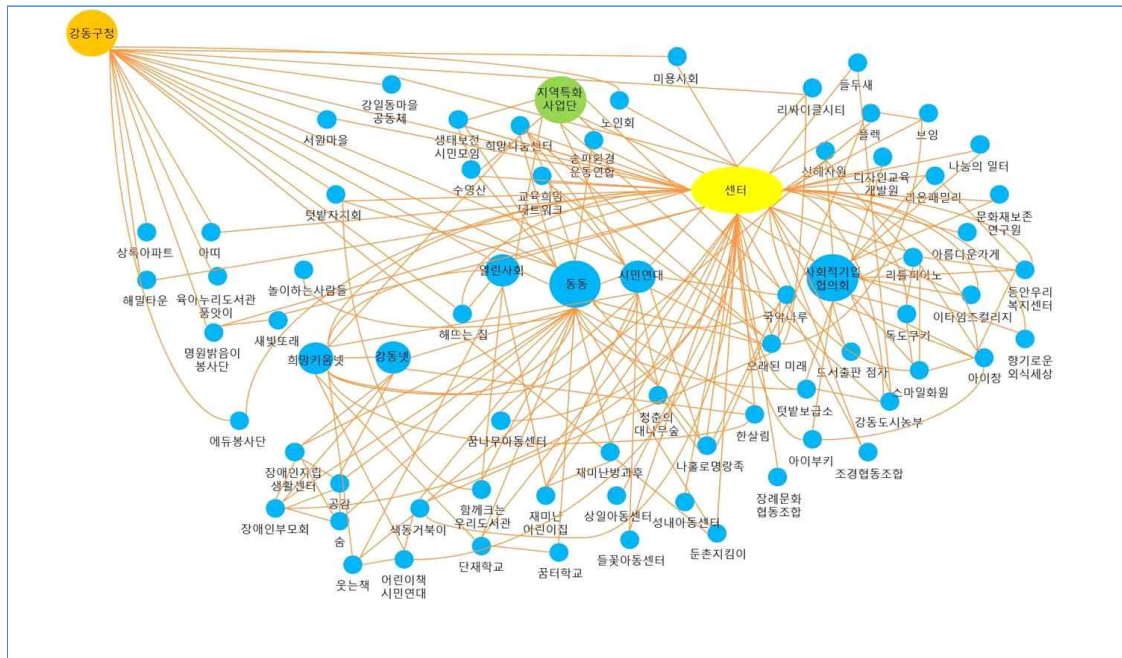 강동구청
미용사회
들두새
지역특화
사업단
리싸이클시티
강일동마을
공동체
노인회
서원마을
생태보전
시민모임
희망나눔센터
플렉
브잉
송파환경
운동연합
신해자원
디자인교육
개발원
나눔의 일터
수영산
센터
교육희망
네트워크
리온패밀리
텃밭자치회
문화재보존
연구원
상록아파트
아띠
아름다운가게
열린사회
동동
시민연대
사회적기업
협의회
리틀피아노
해밀타운
육아누리도서관
품앗이
놀이하는사람들
동안우리
복지센터
국악나루
이타임즈컬리지
해뜨는 집
새빛또래
독도쿠키
명원밝음이
봉사단
희망키움넷
강동넷
오래된 미래
도서출판 점자
향기로운
외식세상
아이창
스마일화원
텃밭보급소
청춘의
대나무숲
강동도시농부
에듀봉사단
꿈나무아동센터
한살림
나홀로명랑족
아이부키
조경협동조합
장애인자립
생활센터
재미난방과후
공감
장례문화
협동조합
함께크는
우리도서관
재미난
어린이집
상일아동센터
성내아동센터
장애인부모회
숨
색동거북이
둔촌지킴이
웃는책
어린이책
시민연대
단재학교
꿈터학교
들꽃아동센터